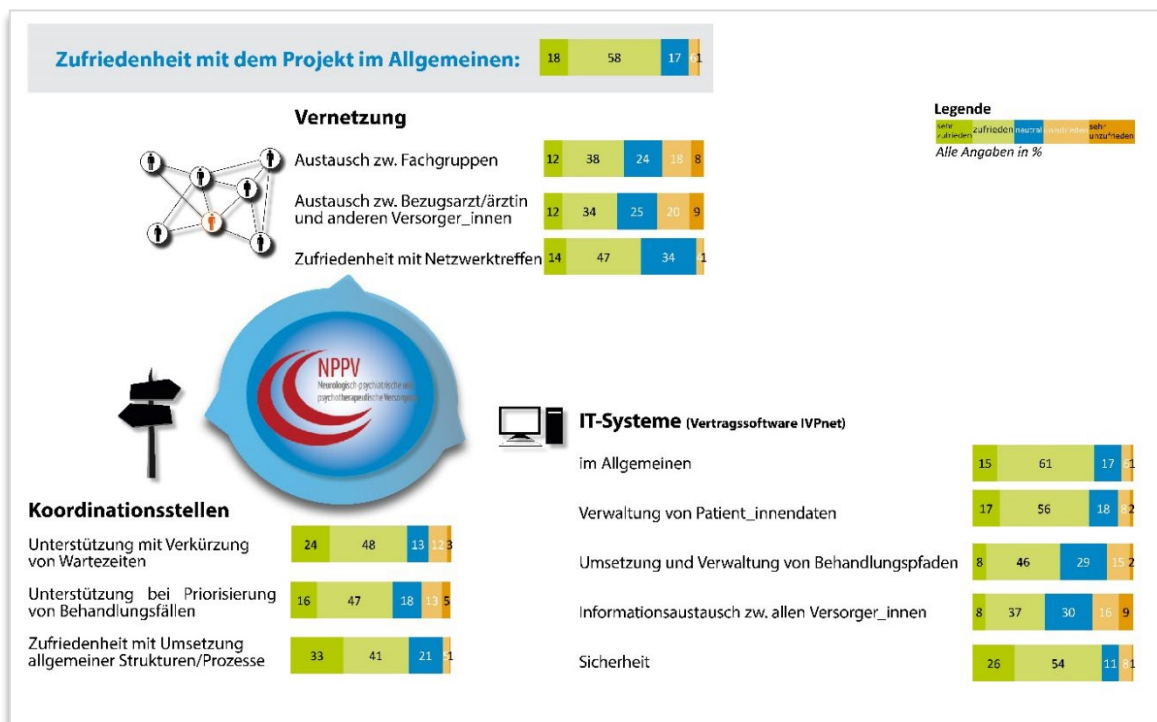 Zufriedenheit mit dem Projekt im Allgemeinen:
18 58 17 6 1
Vernetzung
Austausch zw. Fachgruppen
12 38 24 18 8
Austausch zw. Bezugsarzt/ärztin
und anderen Versorger_innen
12 34 25 20 9
Zufriedenheit mit Netzwerktreffen
14 47 34 1
Legende
sehr
zufrieden
zufrieden
neutral
unzufrieden
sehr
unzufrieden
Alle Angaben in %
NPPV
Neurologisch-psychiatrische und
psychotherapeutische Versorgung
Koordinationsstellen
Unterstützung mit Verkürzung
von Wartezeiten
24 48 13 12 3
Unterstützung bei Priorisierung
von Behandlungsfällen
16 47 18 13 5
Zufriedenheit mit Umsetzung
allgemeiner Strukturen/Prozesse
33 41 21 5 1
IT-Systeme (Vertragssoftware IVPnet)
im Allgemeinen
15 61 17 6 1
Verwaltung von Patient_innendaten
17 56 18 8 2
Umsetzung und Verwaltung von Behandlungspfaden
8 46 29 15 2
Informationsaustausch zw. allen Versorger_innen
8 37 30 16 9
Sicherheit
26 54 11 8 1